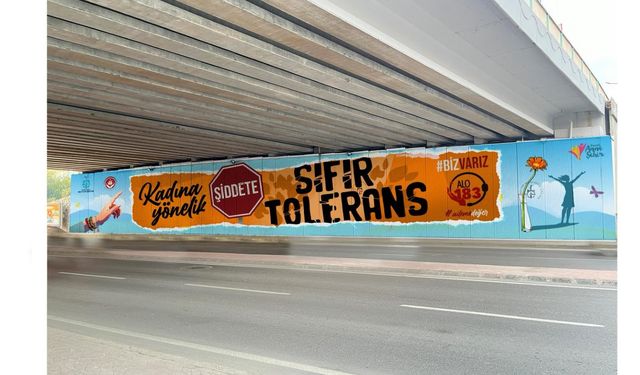 Kadına
yönelik
ŞİDDETE
SIFIR
TOLERANS
#BİZVARIZ
ALO
183